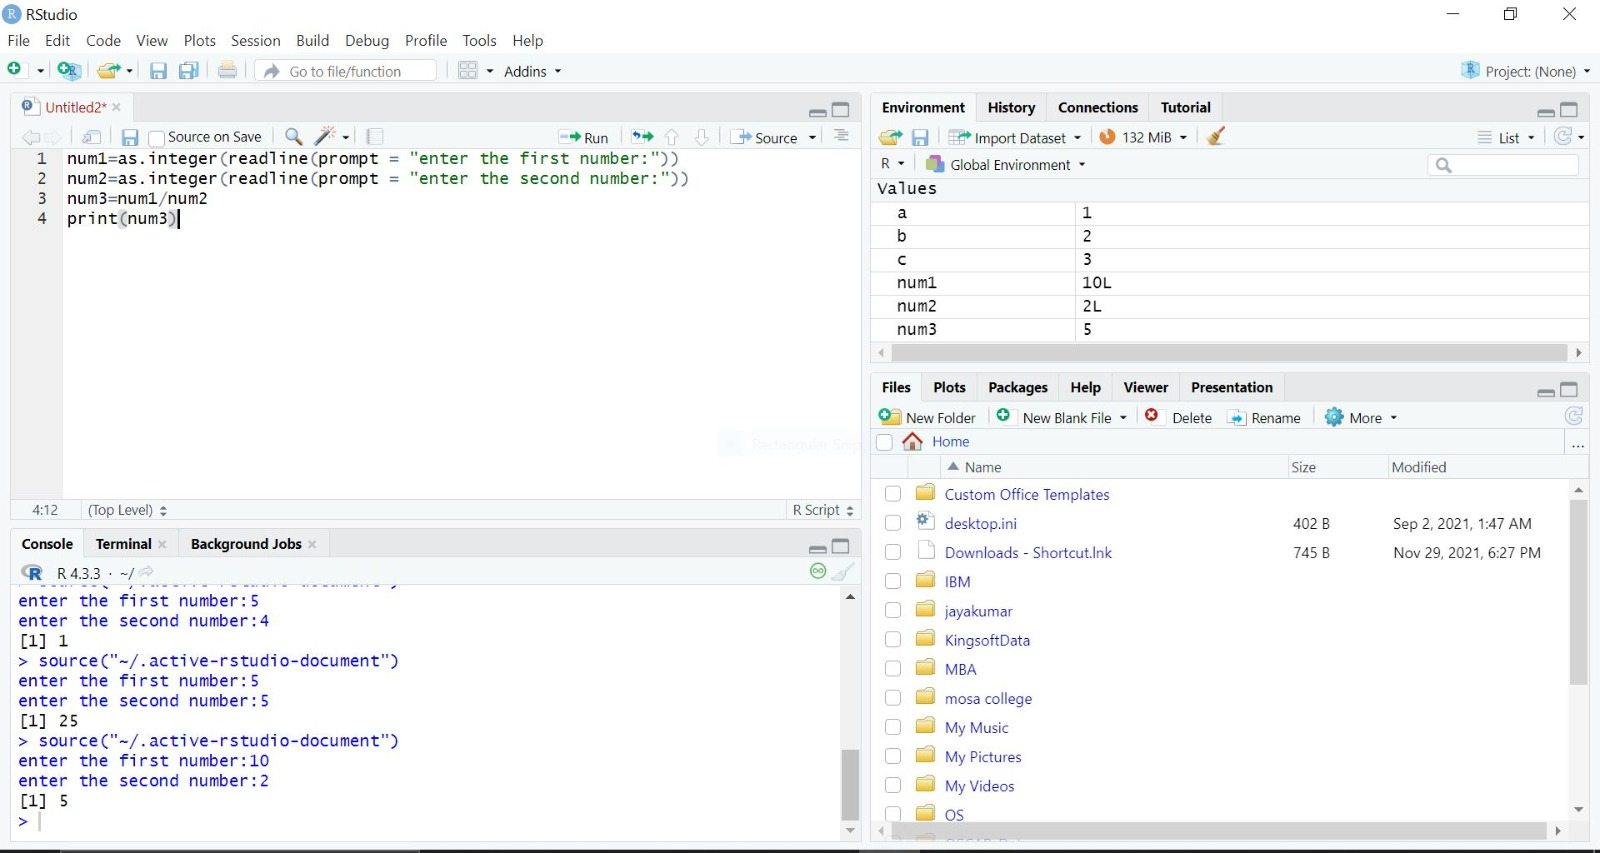 RStudio
File Edit Code View Plots Session Build Debug Profile Tools Help
Go to file/function Addins Project: (None)
Untitled2*
Source on Save Run Source
1 num1=as.integer(readline(prompt = "enter the first number:"))
2 num2=as.integer(readline(prompt = "enter the second number:"))
3 num3=num1/num2
4 print(num3)
4:12 (Top Level) R Script
Console Terminal Background Jobs
R 4.3.3 · ~/
enter the first number:5
enter the second number:4
[1] 1
> source("~/.active-rstudio-document")
enter the first number:5
enter the second number:5
[1] 25
> source("~/.active-rstudio-document")
enter the first number:10
enter the second number:2
[1] 5
>
Environment History Connections Tutorial
Import Dataset 132 MiB List
R Global Environment
Values
a 1
b 2
c 3
num1 10L
num2 2L
num3 5
Files Plots Packages Help Viewer Presentation
New Folder New Blank File Delete Rename More
Home ...
Name Size Modified
Custom Office Templates
desktop.ini 402 B Sep 2, 2021, 1:47 AM
Downloads - Shortcut.lnk 745 B Nov 29, 2021, 6:27 PM
IBM
jayakumar
KingsoftData
MBA
mosa college
My Music
My Pictures
My Videos
OS